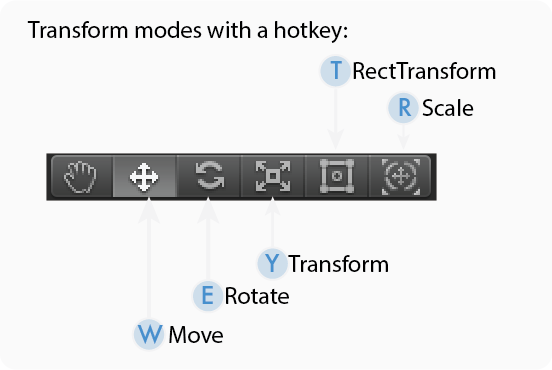 Transform modes with a hotkey:
T RectTransform
R Scale
Y Transform
E Rotate
W Move